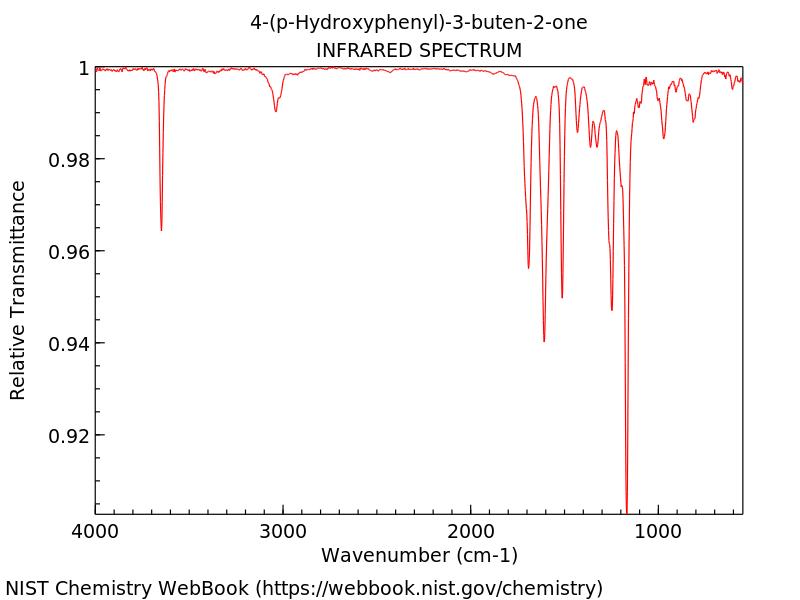 4-(p-Hydroxyphenyl)-3-buten-2-one
INFRARED SPECTRUM
1
0.98
0.96
0.94
0.92
Relative Transmittance
4000 3000 2000 1000
Wavenumber (cm-1)
NIST Chemistry WebBook (https://webbook.nist.gov/chemistry)